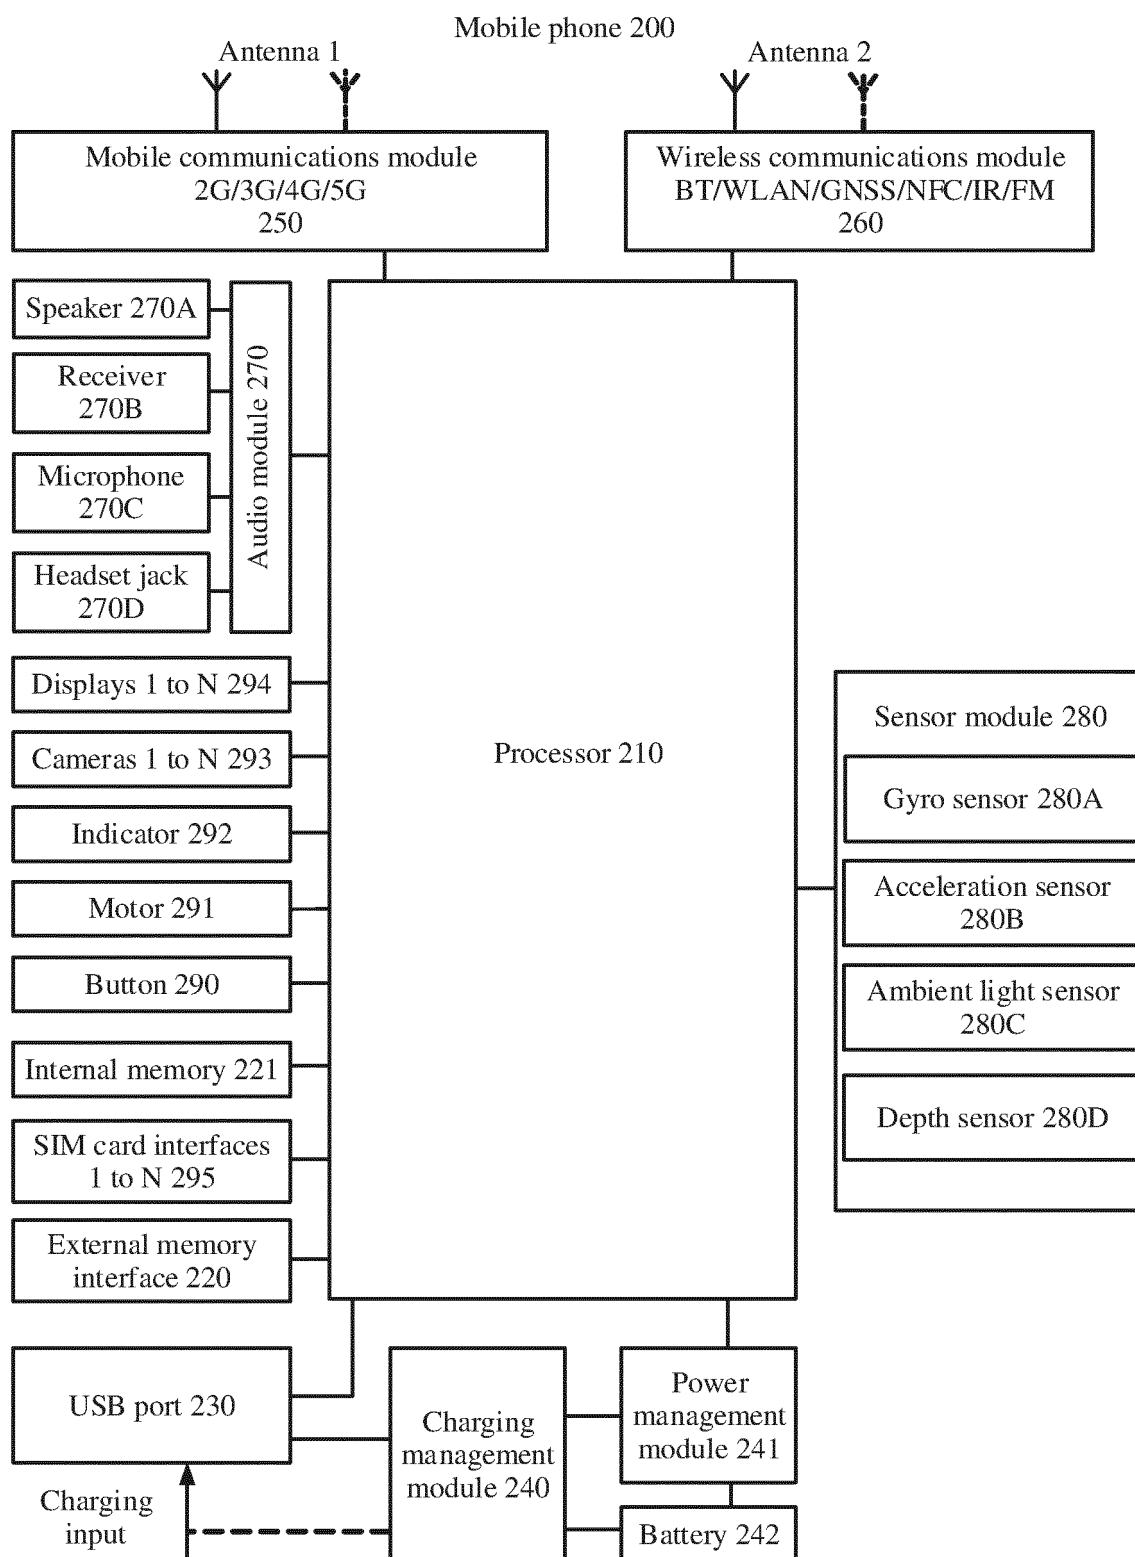 Mobile phone 200
Antenna 1
Antenna 2
Mobile communications module
2G/3G/4G/5G
250
Wireless communications module
BT/WLAN/GNSS/NFC/IR/FM
260
Speaker 270A
Receiver
270B
Microphone
270C
Headset jack
270D
Audio module 270
Displays 1 to N 294
Cameras 1 to N 293
Indicator 292
Motor 291
Button 290
Internal memory 221
SIM card interfaces
1 to N 295
External memory
interface 220
Processor 210
Sensor module 280
Gyro sensor 280A
Acceleration sensor
280B
Ambient light sensor
280C
Depth sensor 280D
USB port 230
Charging
management
module 240
Power
management
module 241
Battery 242
Charging
input